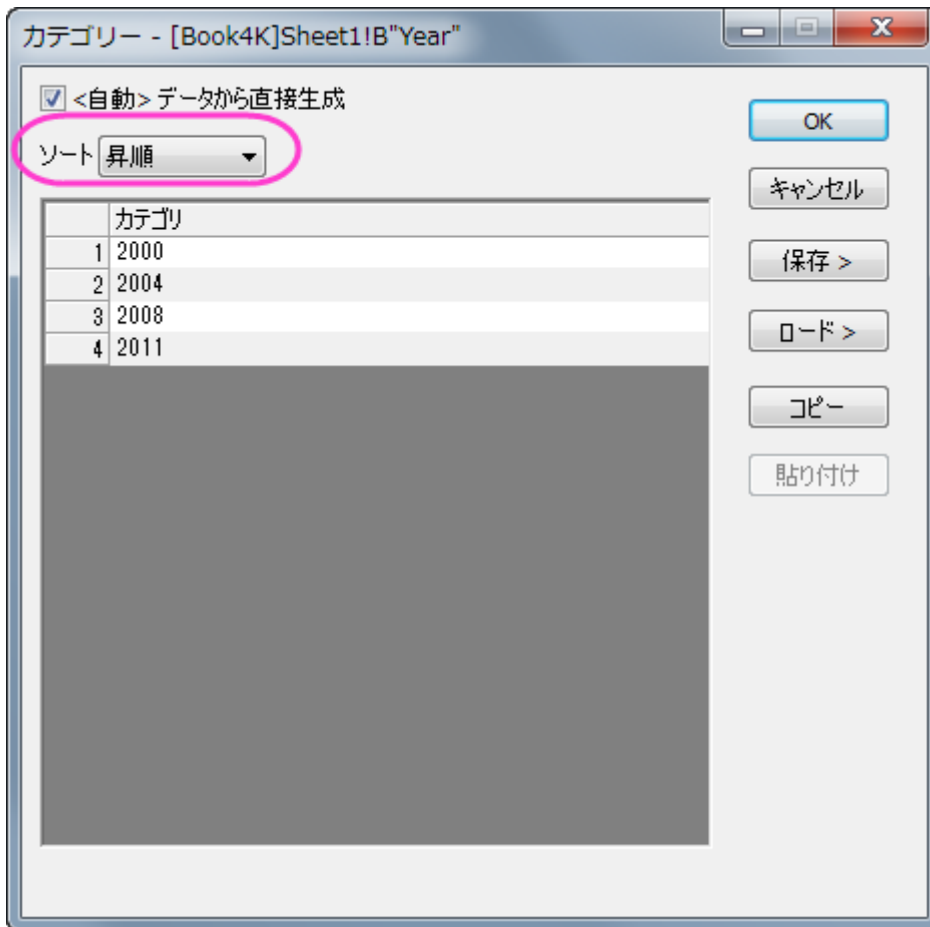 カテゴリー - [Book4K]Sheet1!B"Year"
<自動> データから直接生成
ソート 昇順
カテゴリ
1 2000
2 2004
3 2008
4 2011
OK
キャンセル
保存 >
ロード >
コピー
貼り付け